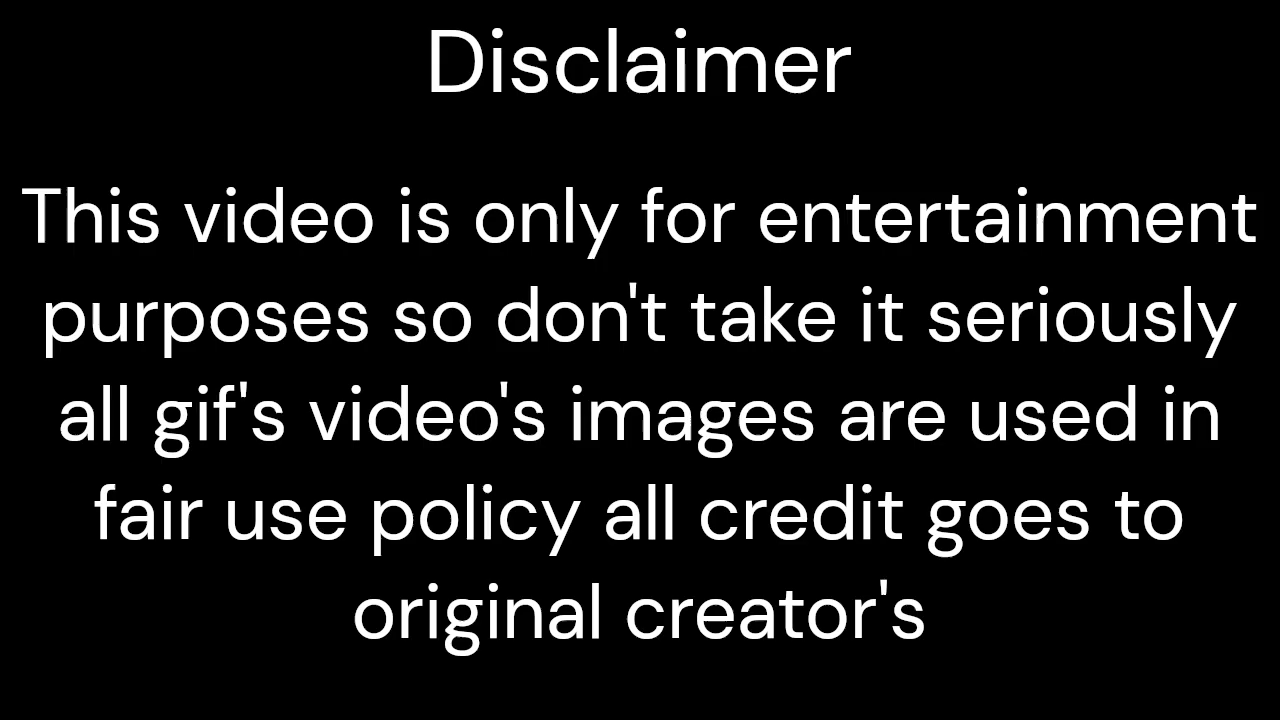 Disclaimer
This video is only for entertainment
purposes so don't take it seriously
all gif's video's images are used in
fair use policy all credit goes to
original creator's